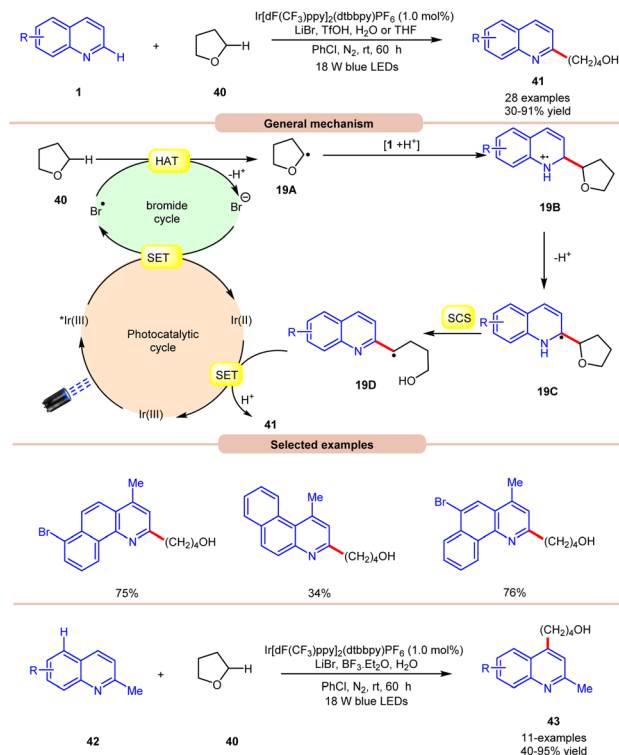 Ir[dF(CF3)ppy]2(dtbbpy)PF6 (1.0 mol%)
LiBr, TfOH, H2O or THF
PhCl, N2, rt, 60 h
18 W blue LEDs
R
N
H
+
O
H
R
N
(CH2)4OH
1
40
41
28 examples
30-91% yield
General mechanism
O
H
40
HAT
-H+
O
•
19A
[1 +H+]
R
+•
N
H
O
19B
Br•
bromide
cycle
Br⊖
SET
-H+
*Ir(III)
Photocatalytic
cycle
Ir(II)
SET
H+
41
Ir(III)
R
N
•
HO
19D
SCS
R
N
H
•
O
19C
Selected examples
Me
Br
N
(CH2)4OH
75%
Me
N
(CH2)4OH
34%
Br
Me
N
(CH2)4OH
76%
Ir[dF(CF3)ppy]2(dtbbpy)PF6 (1.0 mol%)
LiBr, BF3.Et2O, H2O
PhCl, N2, rt, 60 h
18 W blue LEDs
H
R
N
Me
+
O
H
(CH2)4OH
R
N
Me
42
40
43
11-examples
40-95% yield